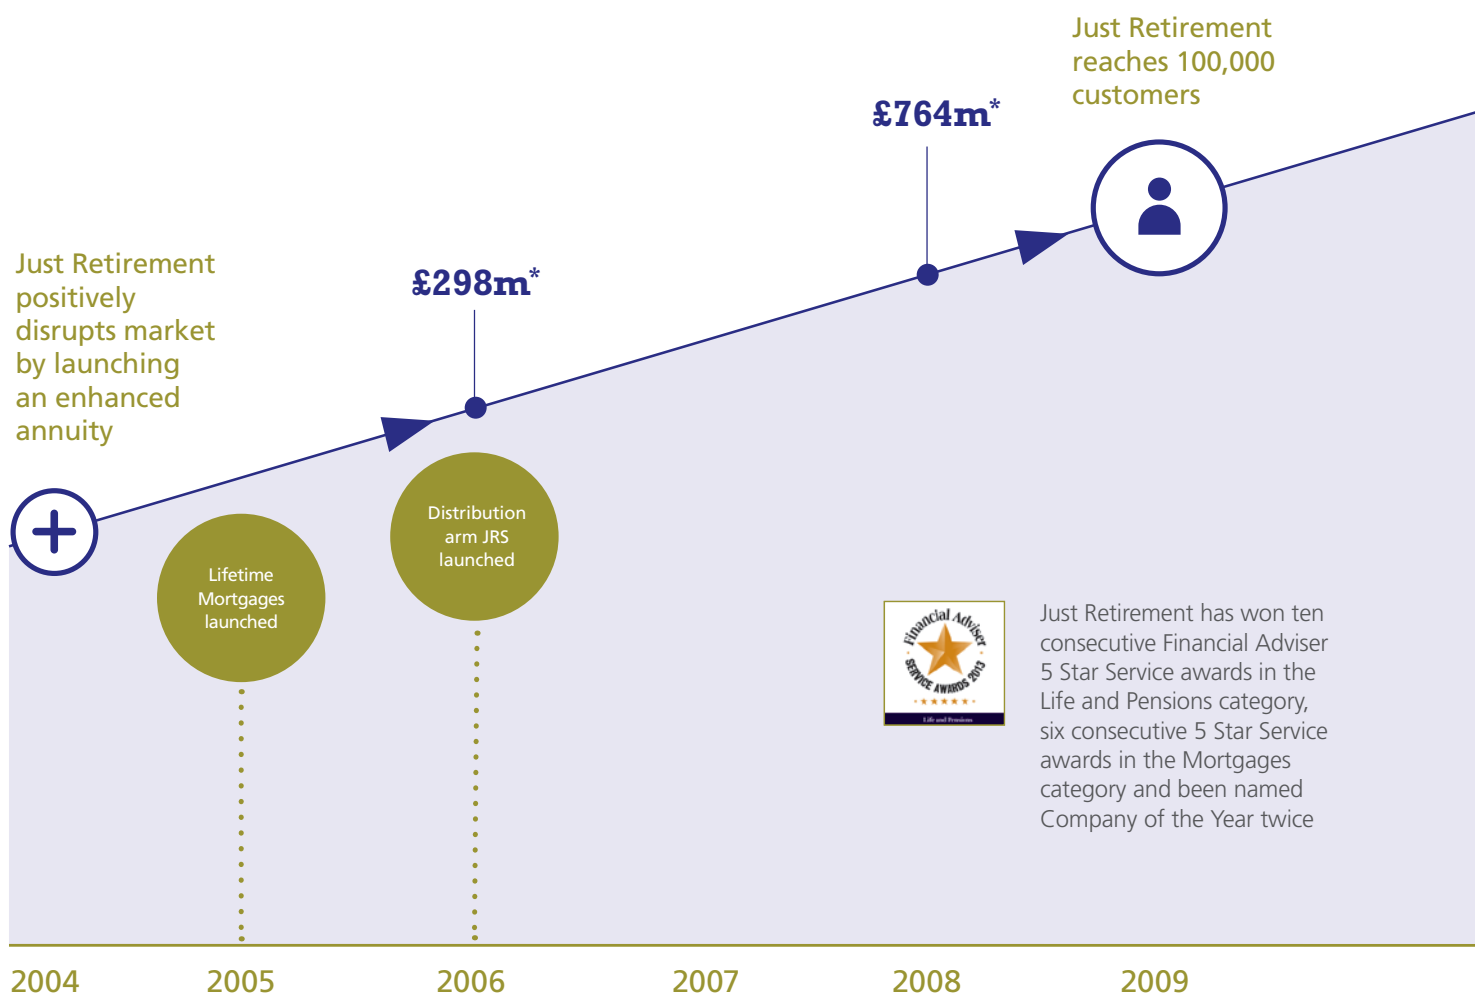 Just Retirement
reaches 100,000
customers
£764m*
Just Retirement
positively
disrupts market
by launching
an enhanced
annuity
£298m*
Distribution
arm JRS
launched
Lifetime
Mortgages
launched
Financial Adviser
SERVICE AWARDS 2013
Life and Pensions
Just Retirement has won ten
consecutive Financial Adviser
5 Star Service awards in the
Life and Pensions category,
six consecutive 5 Star Service
awards in the Mortgages
category and been named
Company of the Year twice
2004 2005 2006 2007 2008 2009